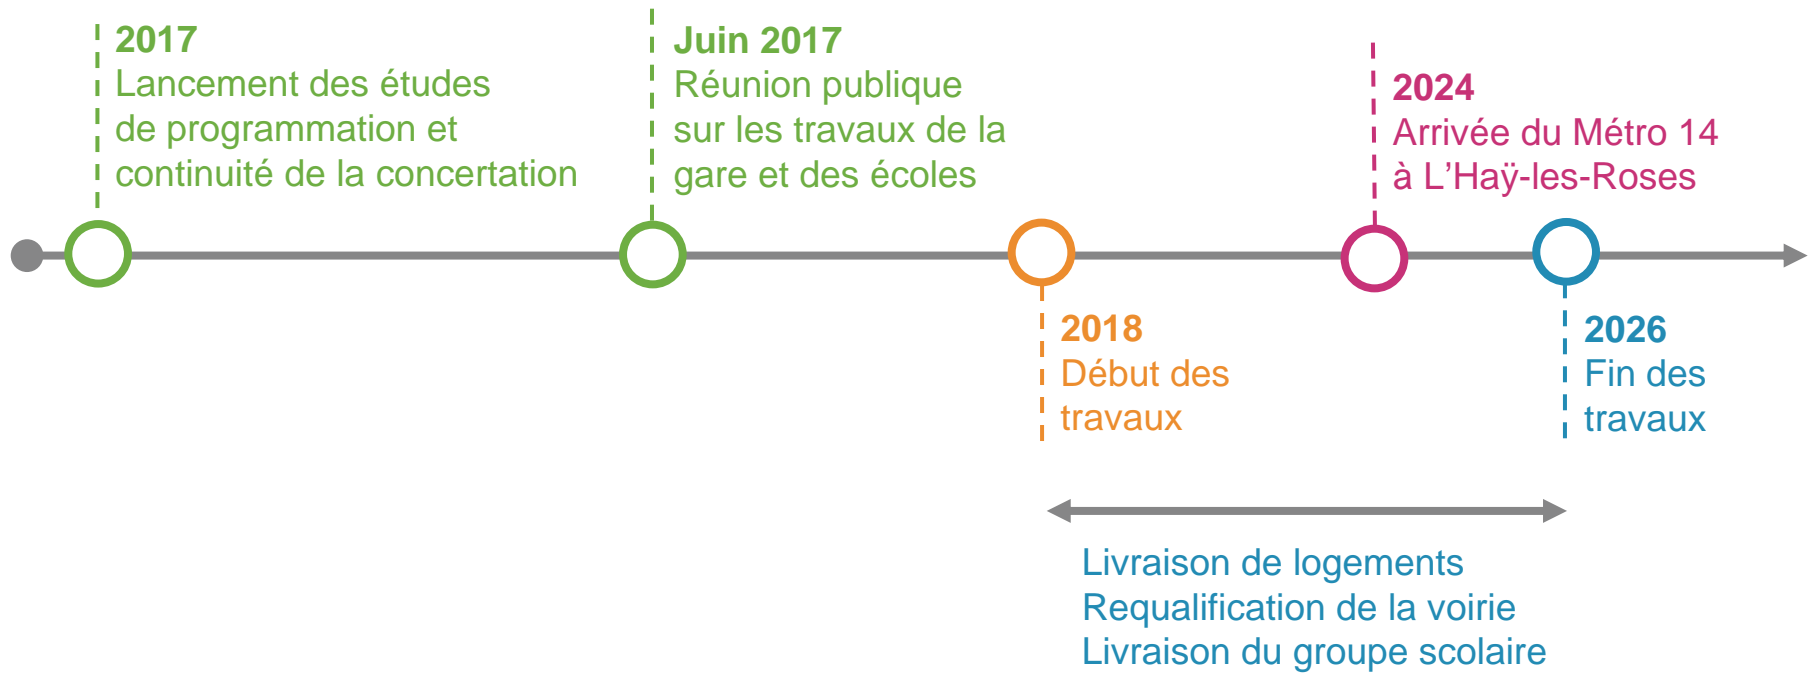 2017
Lancement des études
de programmation et
continuité de la concertation
Juin 2017
Réunion publique
sur les travaux de la
gare et des écoles
2024
Arrivée du Métro 14
à L’Haÿ-les-Roses
2018
Début des
travaux
2026
Fin des
travaux
Livraison de logements
Requalification de la voirie
Livraison du groupe scolaire